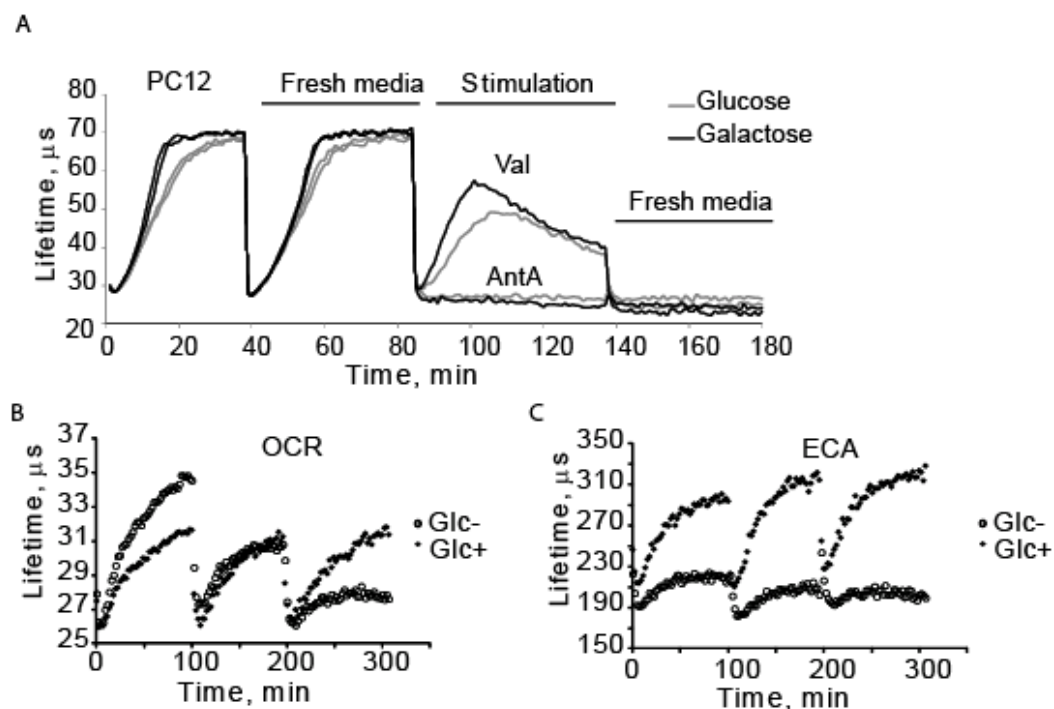 A
PC12 Fresh media Stimulation
Glucose
Galactose
Val
AntA
Fresh media
Lifetime, μs
80
70
60
50
40
30
20
0 20 40 60 80 100 120 140 160 180
Time, min
B
OCR
Lifetime, μs
37
35
33
31
29
27
25
Glc-
Glc+
0 100 200 300
Time, min
C
ECA
Lifetime, μs
350
310
270
230
190
150
Glc-
Glc+
0 100 200 300
Time, min